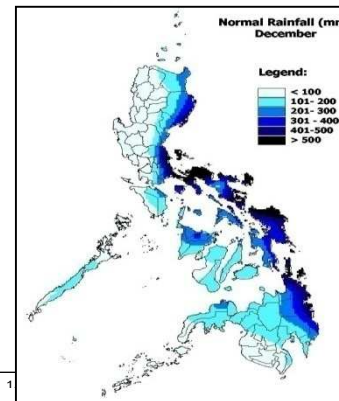 Normal Rainfall (mm
December
Legend:
< 100
101- 200
201- 300
301 - 400
401-500
> 500
1